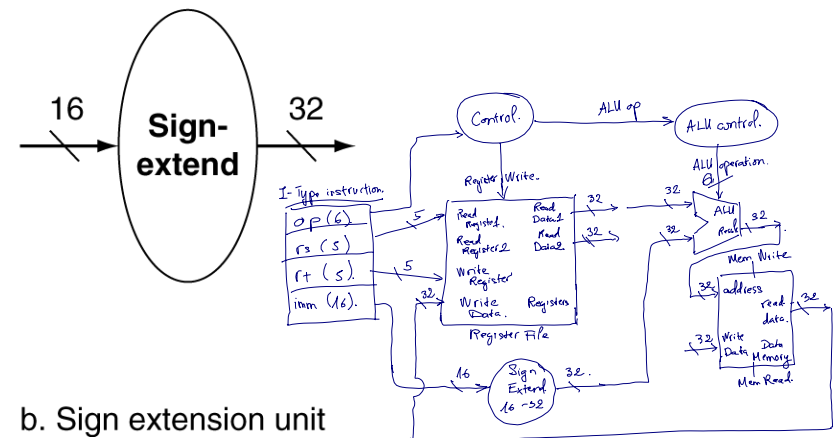 16
32
Sign-
extend
b. Sign extension unit
Control.
ALU op
ALU control.
Register Write.
ALU operation.
6
I-Type instruction.
op (6).
rs (5)
rt (5).
imm (16).
5
5
32
Read
Register1.
Read
Register2
Write
Register
Write
Data.
Read
Data1
Read
Data2
Registers
Register File
32
32
32
32
ALU
Result
32
16
Sign
Extend
16-32
32.
Mem Write
32
address
read
data.
32
32
Write
Data
Data
Memory
Mem Read.